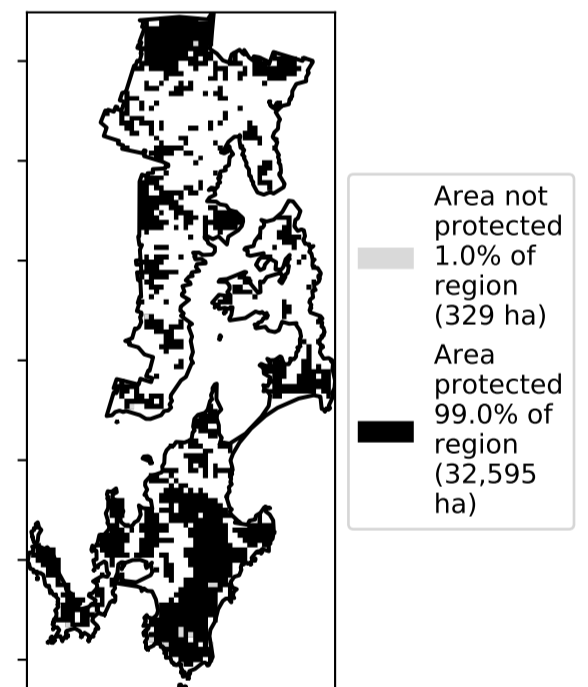 Area not
protected
1.0% of
region
(329 ha)
Area
protected
99.0% of
region
(32,595
ha)